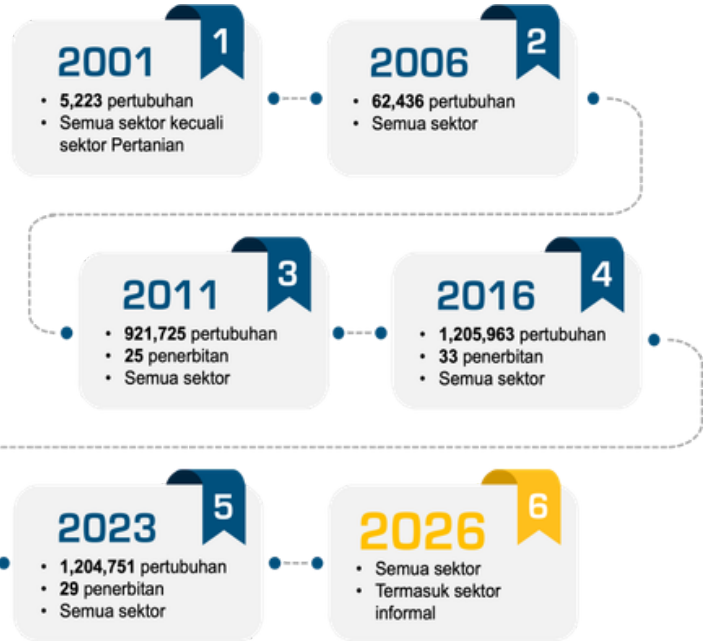 1
2001
• 5,223 pertubuhan
• Semua sektor kecuali
sektor Pertanian
2
2006
• 62,436 pertubuhan
• Semua sektor
3
2011
• 921,725 pertubuhan
• 25 penerbitan
• Semua sektor
4
2016
• 1,205,963 pertubuhan
• 33 penerbitan
• Semua sektor
5
2023
• 1,204,751 pertubuhan
• 29 penerbitan
• Semua sektor
6
2026
• Semua sektor
• Termasuk sektor
informal